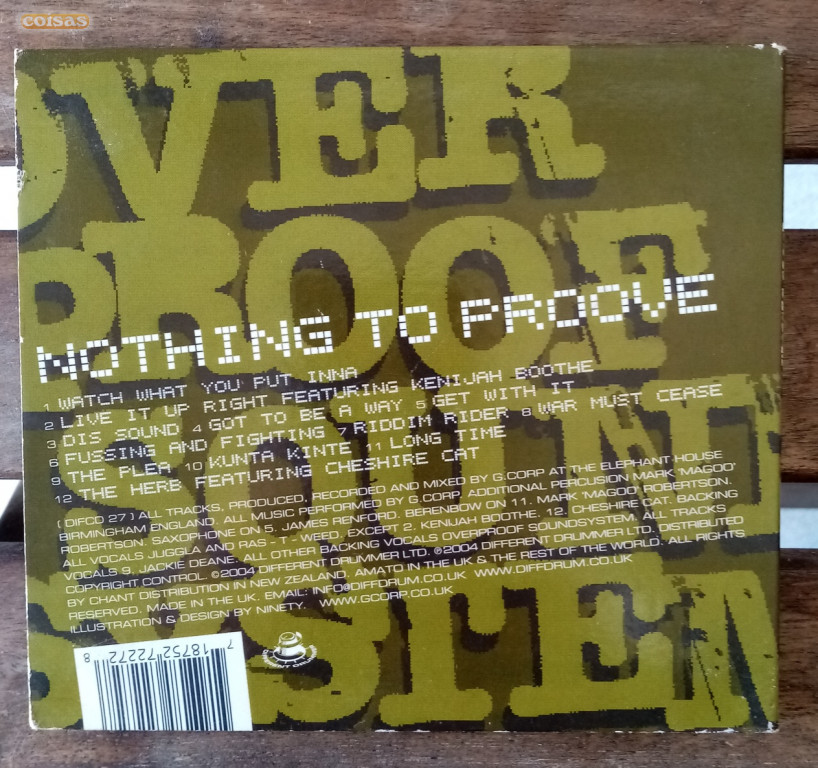 coisas
OVER
PROOF
SOUND
SYSTEM
NOTHING TO PROOVE
1 WATCH WHAT YOU PUT INNA
2 LIVE IT UP RIGHT FEATURING KENIJAH BOOTHE
3 DIS SOUND 4 GOT TO BE A WAY 5 GET WITH IT
6 FUSSING AND FIGHTING 7 RIDDIM RIDER 8 WAR MUST CEASE
9 THE PLEA 10 KUNTA KINTE 11 LONG TIME
12 THE HERB FEATURING CHESHIRE CAT
( DIFCD 27 ) ALL TRACKS, PRODUCED, RECORDED AND MIXED BY G.CORP AT THE ELEPHANT HOUSE
BIRMINGHAM ENGLAND. ALL MUSIC PERFORMED BY G.CORP. ADDITIONAL PERCUSION MARK 'MAGOO'
ROBERTSON. SAXOPHONE ON 5. JAMES RENFORD. BERENBOW ON 11. MARK 'MAGOO' ROBERTSON.
ALL VOCALS JUGGLA AND RAS - T - WEED, EXCEPT 2. KENIJAH BOOTHE. 12. CHESHIRE CAT. BACKING
VOCALS 9. JACKIE DEANE. ALL OTHER BACKING VOCALS OVERPROOF SOUNDSYSTEM. ALL TRACKS
COPYRIGHT CONTROL. ©2004 DIFFERENT DRUMMER LTD. ℗2004 DIFFERENT DRUMMER LTD. DISTRIBUTED
BY CHANT DISTRIBUTION IN NEW ZEALAND. AMATO IN THE UK & THE REST OF THE WORLD. ALL RIGHTS
RESERVED. MADE IN THE UK. EMAIL: INFO@DIFFDRUM.CO.UK WWW.DIFFDRUM.CO.UK
ILLUSTRATION & DESIGN BY NINETY. WWW.GCORP.CO.UK
7 18752 72272 8